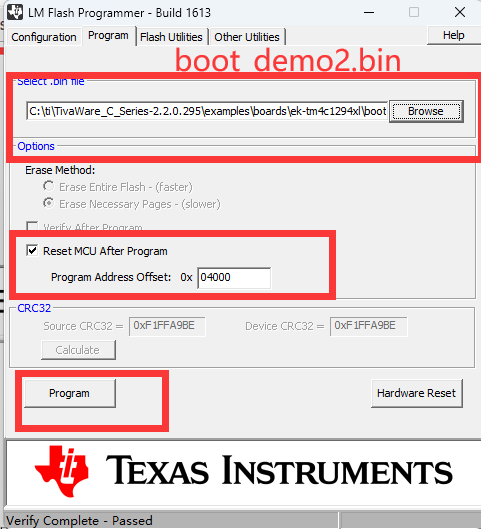 LM Flash Programmer - Build 1613
Configuration Program Flash Utilities Other Utilities Help
boot_demo2.bin
Select .bin file
C:\ti\TivaWare_C_Series-2.2.0.295\examples\boards\ek-tm4c1294xl\boot Browse
Options
Erase Method:
Erase Entire Flash - (faster)
Erase Necessary Pages - (slower)
Verify After Program
Reset MCU After Program
Program Address Offset: 0x 04000
CRC32
Source CRC32 = 0xF1FFA9BE Device CRC32 = 0xF1FFA9BE
Calculate
Program Hardware Reset
TEXAS INSTRUMENTS
Verify Complete - Passed